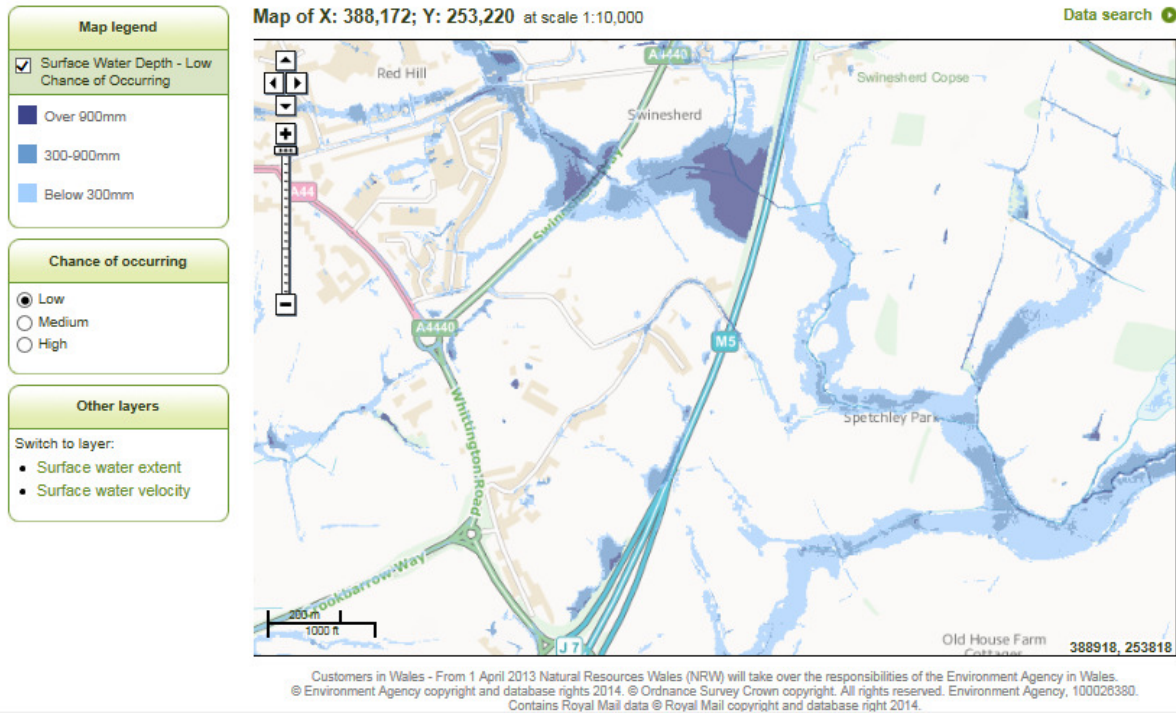 Map legend
Surface Water Depth - Low
Chance of Occurring
Over 900mm
300-900mm
Below 300mm
Chance of occurring
Low
Medium
High
Other layers
Switch to layer:
Surface water extent
Surface water velocity
Map of X: 388,172; Y: 253,220 at scale 1:10,000
Data search
A4440
Red Hill
Swinesherd Copse
Swinesherd
A44
Swinesherd Way
A4440
M5
Whittington Road
Spetchley Park
rookbarrow Way
200 m
1000 ft
J 7
Old House Farm
Cottages
388918, 253818
Customers in Wales - From 1 April 2013 Natural Resources Wales (NRW) will take over the responsibilities of the Environment Agency in Wales.
© Environment Agency copyright and database rights 2014. © Ordnance Survey Crown copyright. All rights reserved. Environment Agency, 100026380.
Contains Royal Mail data © Royal Mail copyright and database right 2014.